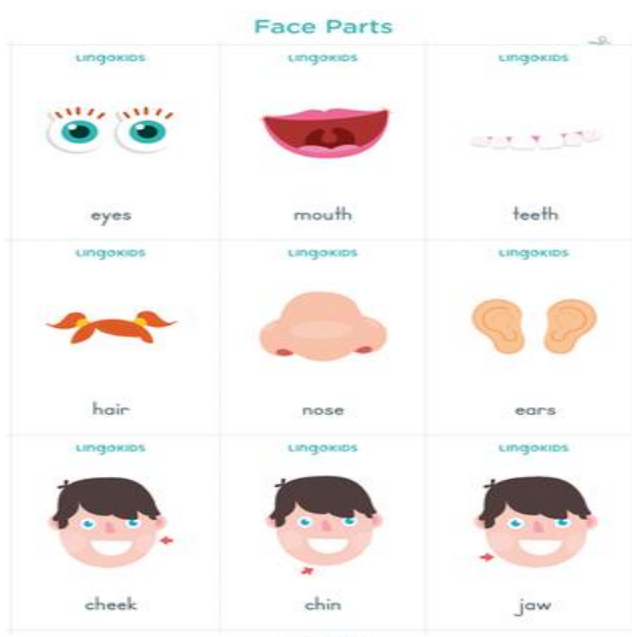 Face Parts
LINGOKIDS LINGOKIDS LINGOKIDS
eyes mouth teeth
LINGOKIDS LINGOKIDS LINGOKIDS
hair nose ears
LINGOKIDS LINGOKIDS LINGOKIDS
cheek chin jaw